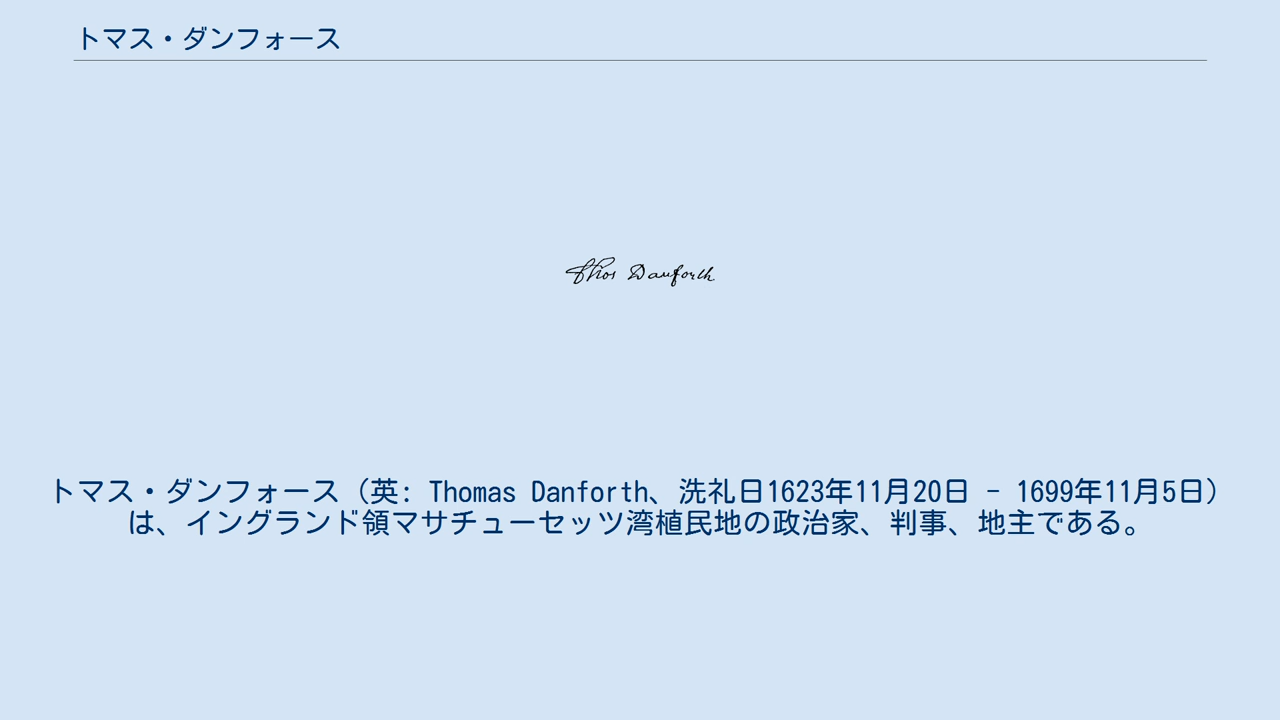 トマス・ダンフォース
Thos Danforth
トマス・ダンフォース（英: Thomas Danforth、洗礼日1623年11月20日 - 1699年11月5日）
は、イングランド領マサチューセッツ湾植民地の政治家、判事、地主である。